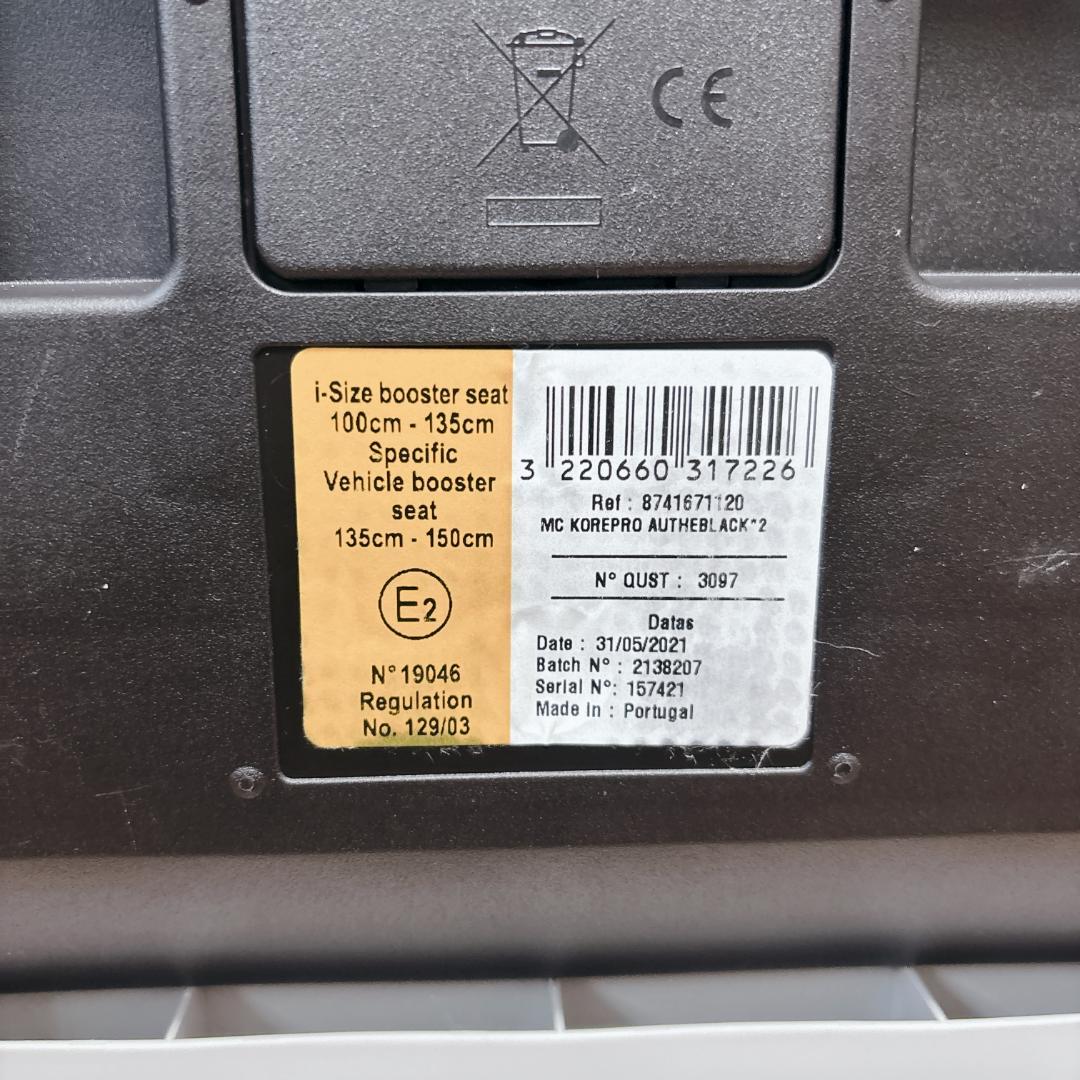 CE
i-Size booster seat
100cm - 135cm
Specific
Vehicle booster
seat
135cm - 150cm
E2
N° 19046
Regulation
No. 129/03
3 220660 317226
Ref : 8741671120
MC KOREPRO AUTHEBLACK*2
N° QUST : 3097
Datas
Date : 31/05/2021
Batch N° : 2138207
Serial N°: 157421
Made In : Portugal